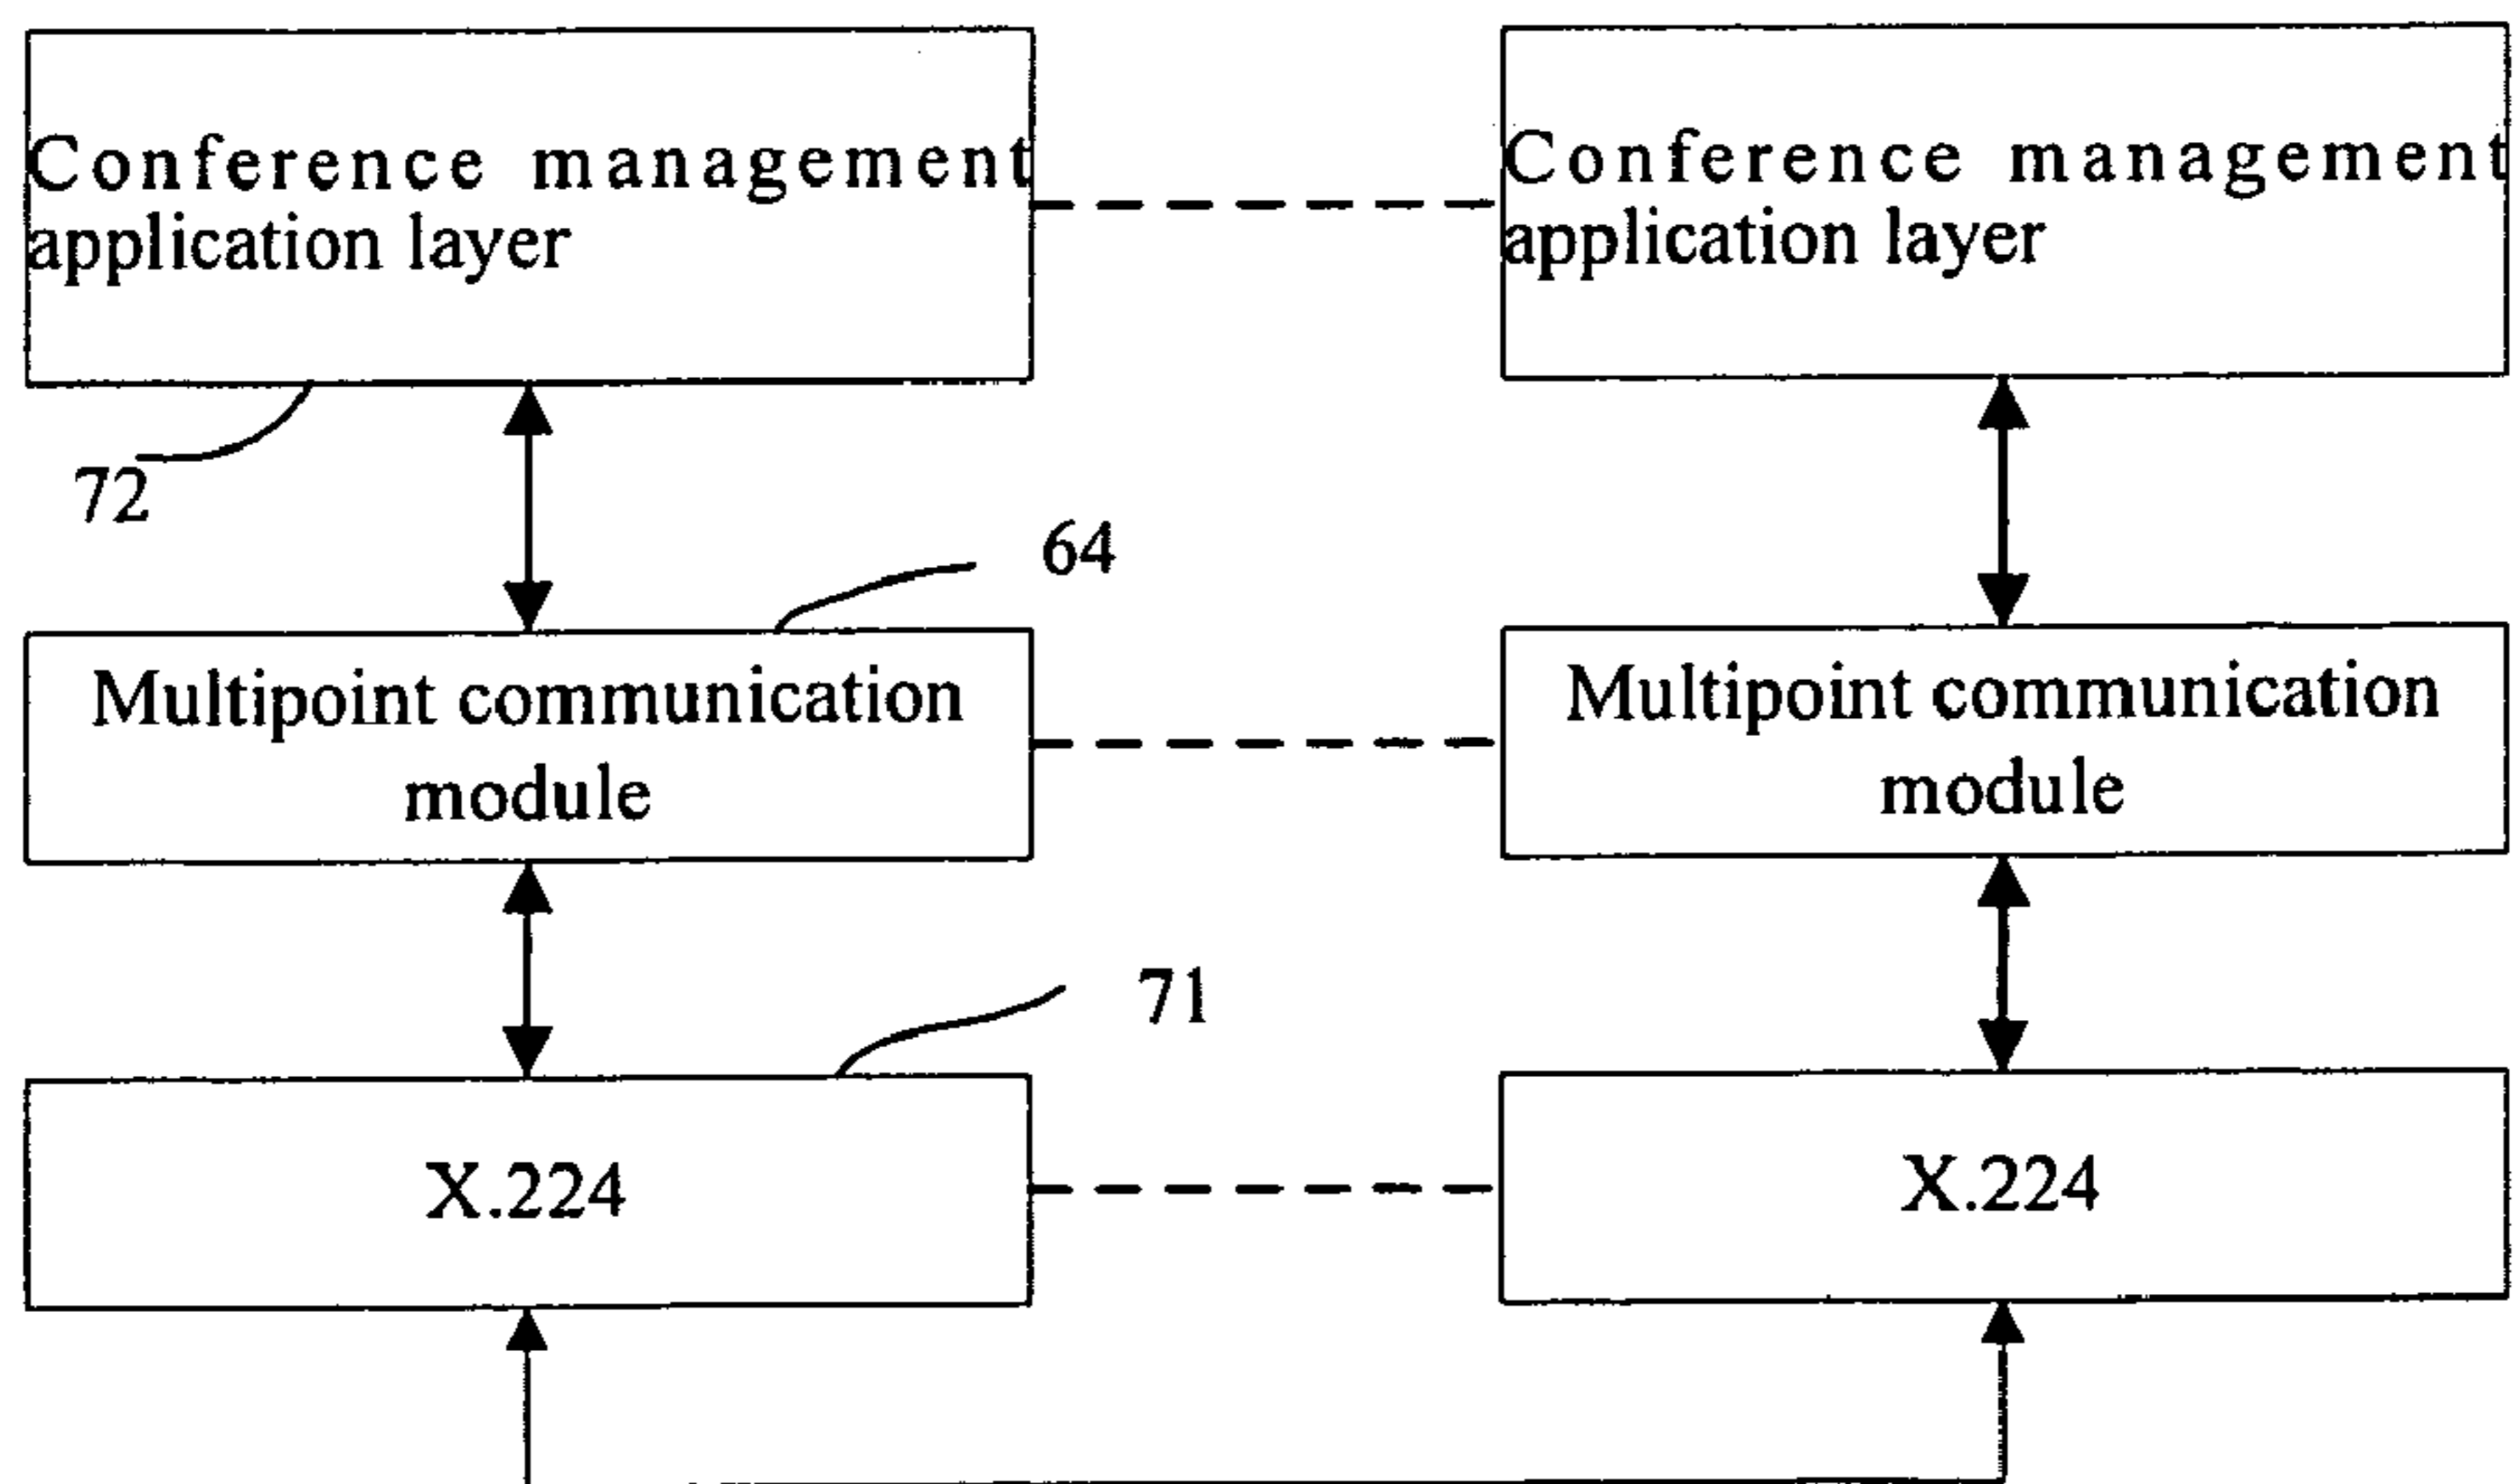 Conference management
application layer
Conference management
application layer
72
64
Multipoint communication
module
Multipoint communication
module
71
X.224
X.224